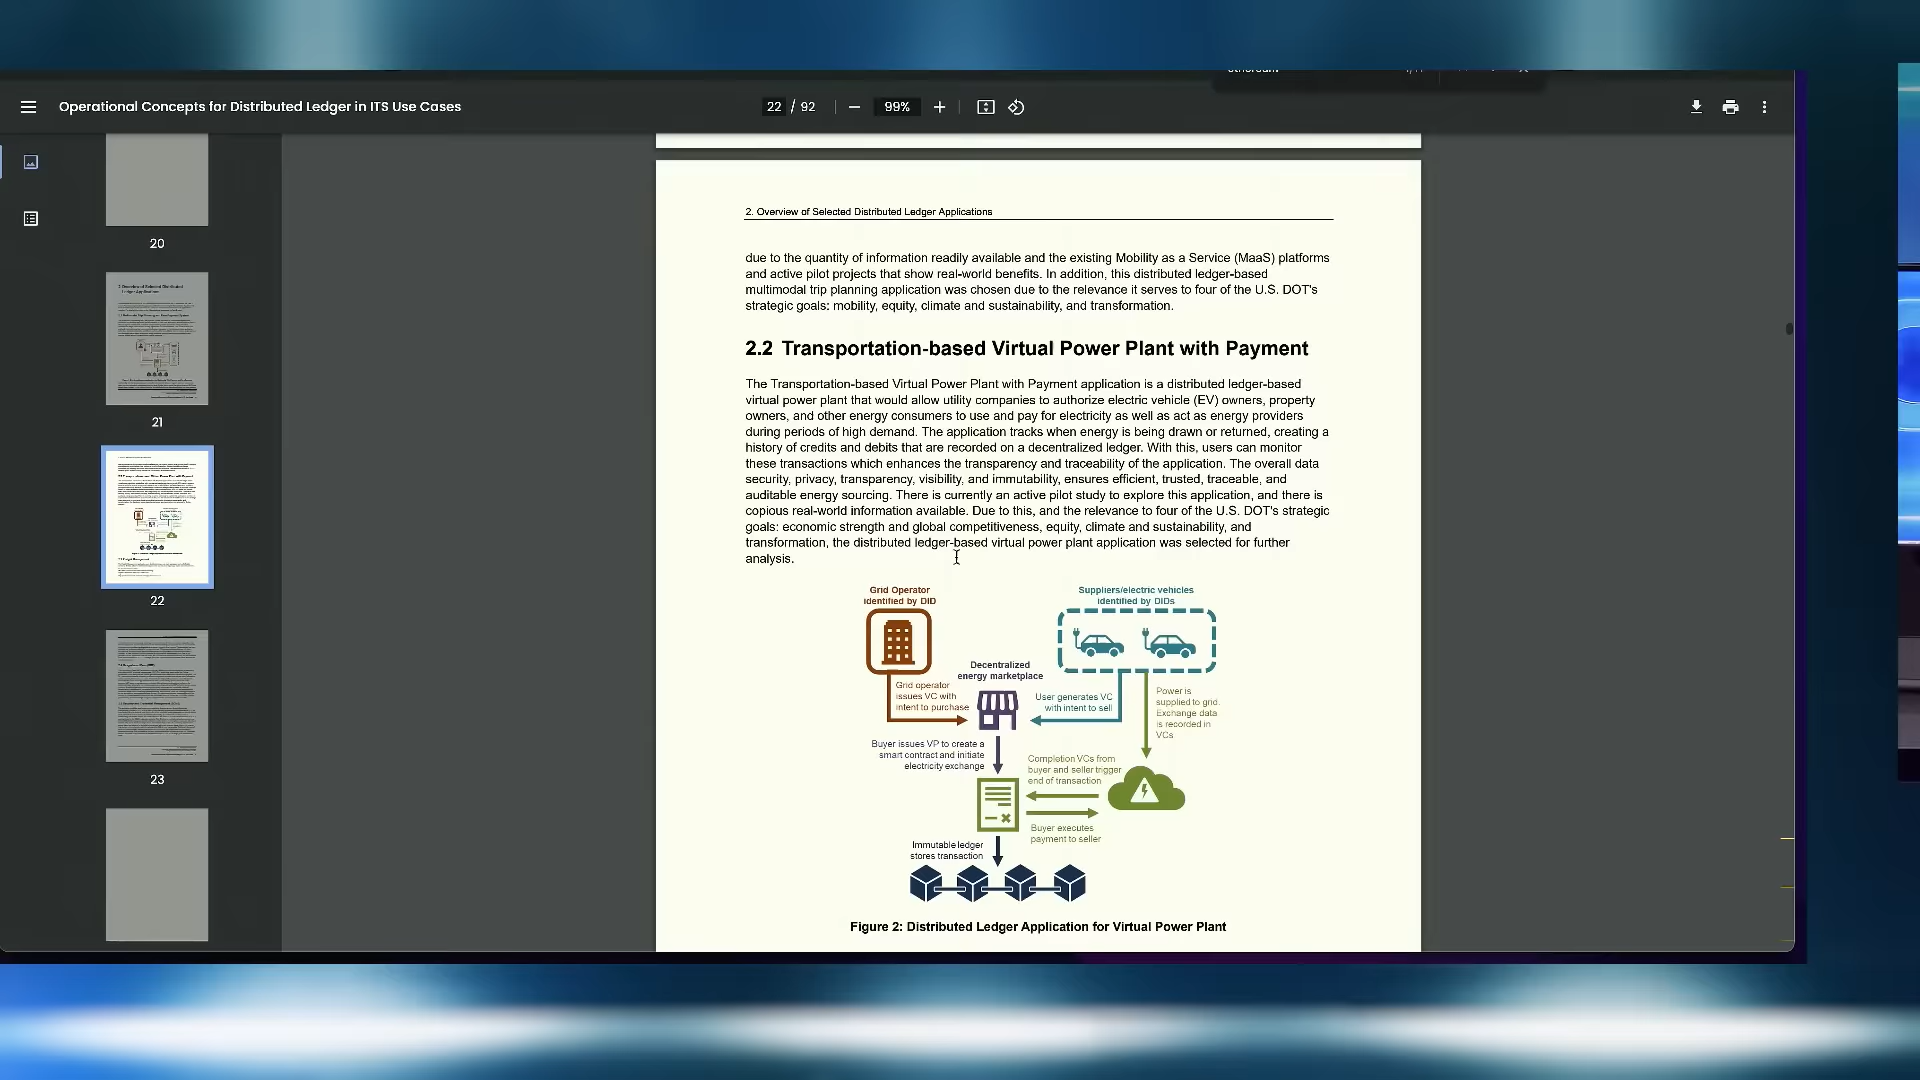 Operational Concepts for Distributed Ledger in ITS Use Cases
22 / 92
99%
20
21
22
23
2. Overview of Selected Distributed Ledger Applications
due to the quantity of information readily available and the existing Mobility as a Service (MaaS) platforms
and active pilot projects that show real-world benefits. In addition, this distributed ledger-based
multimodal trip planning application was chosen due to the relevance it serves to four of the U.S. DOT's
strategic goals: mobility, equity, climate and sustainability, and transformation.
2.2 Transportation-based Virtual Power Plant with Payment
The Transportation-based Virtual Power Plant with Payment application is a distributed ledger-based
virtual power plant that would allow utility companies to authorize electric vehicle (EV) owners, property
owners, and other energy consumers to use and pay for electricity as well as act as energy providers
during periods of high demand. The application tracks when energy is being drawn or returned, creating a
history of credits and debits that are recorded on a decentralized ledger. With this, users can monitor
these transactions which enhances the transparency and traceability of the application. The overall data
security, privacy, transparency, visibility, and immutability, ensures efficient, trusted, traceable, and
auditable energy sourcing. There is currently an active pilot study to explore this application, and there is
copious real-world information available. Due to this, and the relevance to four of the U.S. DOT's strategic
goals: economic strength and global competitiveness, equity, climate and sustainability, and
transformation, the distributed ledger-based virtual power plant application was selected for further
analysis.
Grid Operator
identified by DID
Suppliers/electric vehicles
identified by DIDs
Decentralized
energy marketplace
Grid operator
issues VC with
intent to purchase
User generates VC
with intent to sell
Power is
supplied to grid.
Exchange data
is recorded in
VCs
Buyer issues VP to create a
smart contract and initiate
electricity exchange
Completion VCs from
buyer and seller trigger
end of transaction
Buyer executes
payment to seller
Immutable ledger
stores transaction
Figure 2: Distributed Ledger Application for Virtual Power Plant